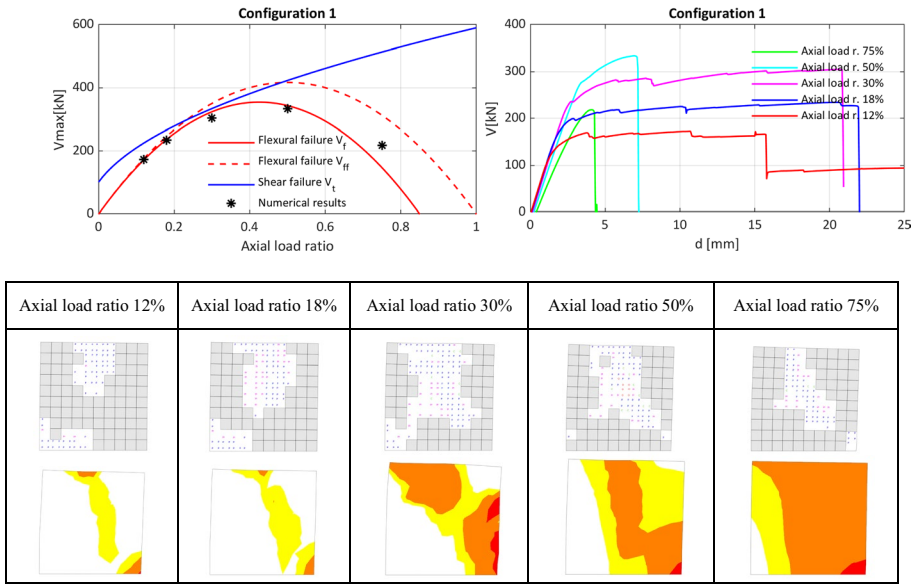 Configuration 1
600
400
200
0
Vmax[kN]
0
0.2
0.4
0.6
0.8
1
Axial load ratio
Flexural failure V_f
Flexural failure V_ff
Shear failure V_t
Numerical results
Configuration 1
400
300
200
100
0
V[kN]
0
5
10
15
20
25
d [mm]
Axial load r. 75%
Axial load r. 50%
Axial load r. 30%
Axial load r. 18%
Axial load r. 12%
Axial load ratio 12%
Axial load ratio 18%
Axial load ratio 30%
Axial load ratio 50%
Axial load ratio 75%